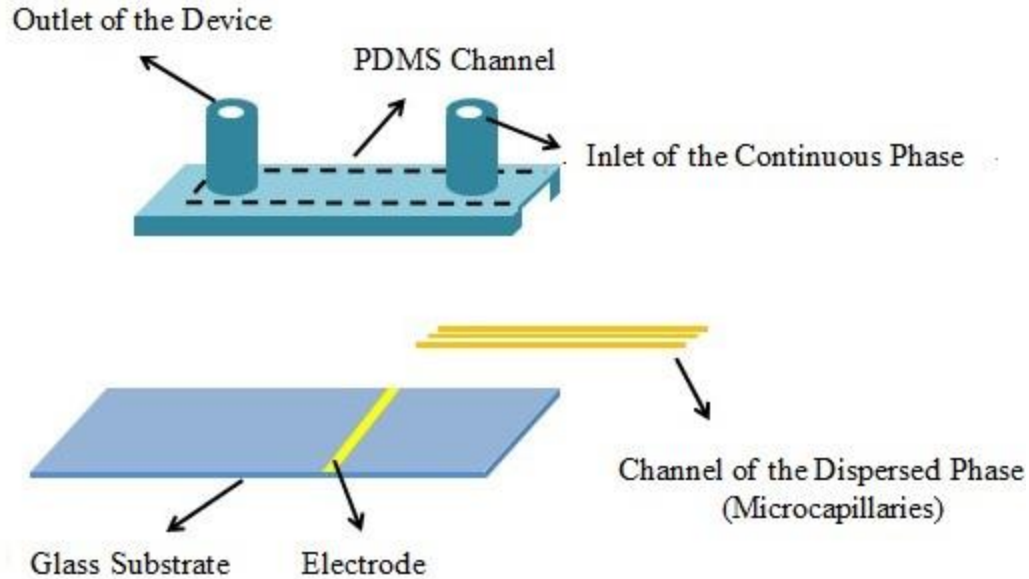 Outlet of the Device
PDMS Channel
Inlet of the Continuous Phase
Channel of the Dispersed Phase
(Microcapillaries)
Glass Substrate
Electrode